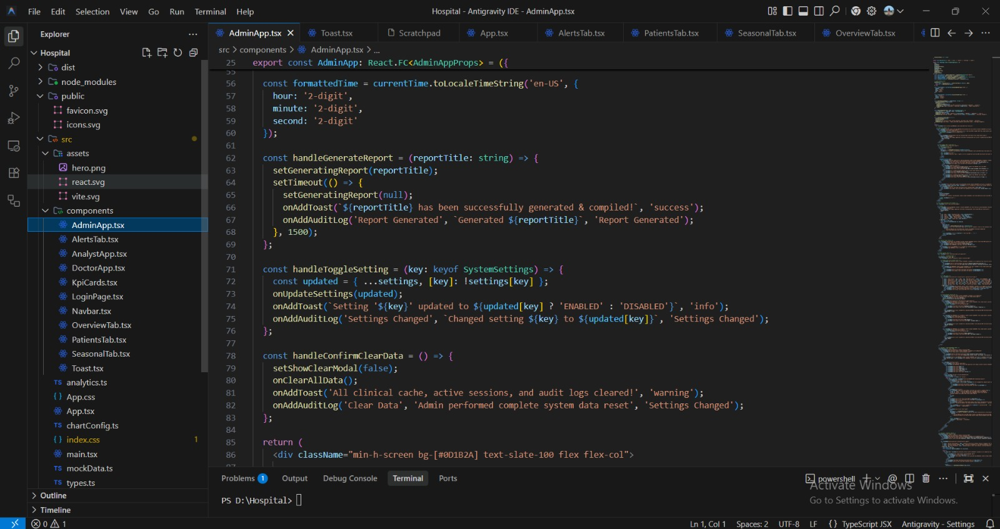 File Edit Selection View Go Run Terminal Help
Hospital - Antigravity IDE - AdminApp.tsx
Explorer
Hospital
dist
node_modules
public
favicon.svg
icons.svg
src
assets
hero.png
react.svg
vite.svg
components
AdminApp.tsx
AlertsTab.tsx
AnalystApp.tsx
DoctorApp.tsx
KpiCards.tsx
LoginPage.tsx
Navbar.tsx
OverviewTab.tsx
PatientsTab.tsx
SeasonalTab.tsx
Toast.tsx
TS analytics.ts
{ } App.css
App.tsx
TS chartConfig.ts
{ } index.css 1
main.tsx
TS mockData.ts
TS types.ts
Outline
Timeline
AdminApp.tsx Toast.tsx Scratchpad App.tsx AlertsTab.tsx PatientsTab.tsx SeasonalTab.tsx OverviewTab.tsx
src > components > AdminApp.tsx > ...
25 export const AdminApp: React.FC<AdminAppProps> = ({
55
56 const formattedTime = currentTime.toLocaleTimeString('en-US', {
57 hour: '2-digit',
58 minute: '2-digit',
59 second: '2-digit'
60 });
61
62 const handleGenerateReport = (reportTitle: string) => {
63 setGeneratingReport(reportTitle);
64 setTimeout(() => {
65 setGeneratingReport(null);
66 onAddToast(`${reportTitle} has been successfully generated & compiled!`, 'success');
67 onAddAuditLog('Report Generated', `Generated ${reportTitle}`, 'Report Generated');
68 }, 1500);
69 };
70
71 const handleToggleSetting = (key: keyof SystemSettings) => {
72 const updated = { ...settings, [key]: !settings[key] };
73 onUpdateSettings(updated);
74 onAddToast(`Setting '${key}' updated to ${updated[key] ? 'ENABLED' : 'DISABLED'}`, 'info');
75 onAddAuditLog('Settings Changed', `Changed setting ${key} to ${updated[key]}`, 'Settings Changed');
76 };
77
78 const handleConfirmClearData = () => {
79 setShowClearModal(false);
80 onClearAllData();
81 onAddToast('All clinical cache, active sessions, and audit logs cleared!', 'warning');
82 onAddAuditLog('Clear Data', 'Admin performed complete system data reset', 'Settings Changed');
83 };
84
85 return (
86 <div className="min-h-screen bg-[#0D1B2A] text-slate-100 flex flex-col">
87
Problems 1 Output Debug Console Terminal Ports
powershell
PS D:\Hospital>
Activate Windows
Go to Settings to activate Windows.
0 1
Ln 1, Col 1 Spaces: 2 UTF-8 LF { } TypeScript JSX Antigravity - Settings